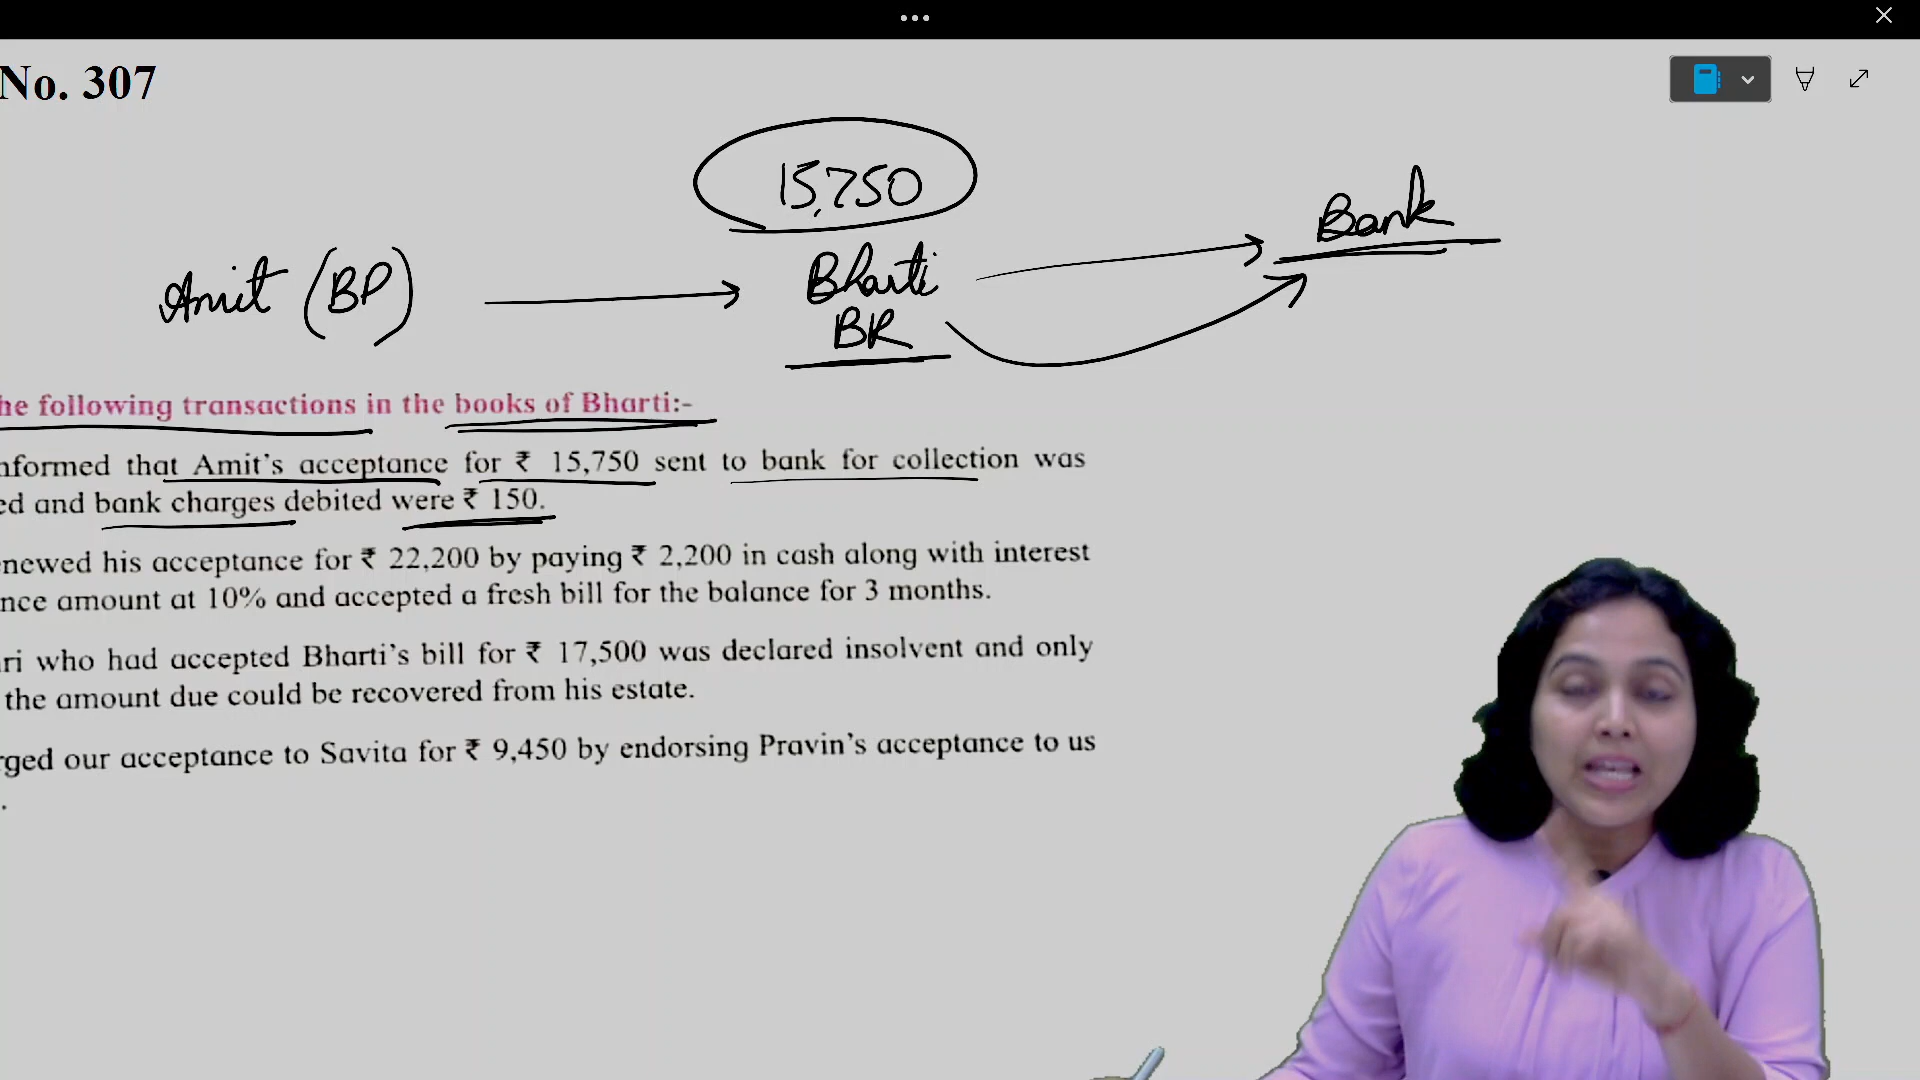 No. 307
15,750
Bank
Amit (BP)
Bharti
BR
he following transactions in the books of Bharti:-
nformed that Amit's acceptance for ₹ 15,750 sent to bank for collection was
ed and bank charges debited were ₹ 150.
enewed his acceptance for ₹ 22,200 by paying ₹ 2,200 in cash along with interest
nce amount at 10% and accepted a fresh bill for the balance for 3 months.
ri who had accepted Bharti's bill for ₹ 17,500 was declared insolvent and only
the amount due could be recovered from his estate.
rged our acceptance to Savita for ₹ 9,450 by endorsing Pravin's acceptance to us
.